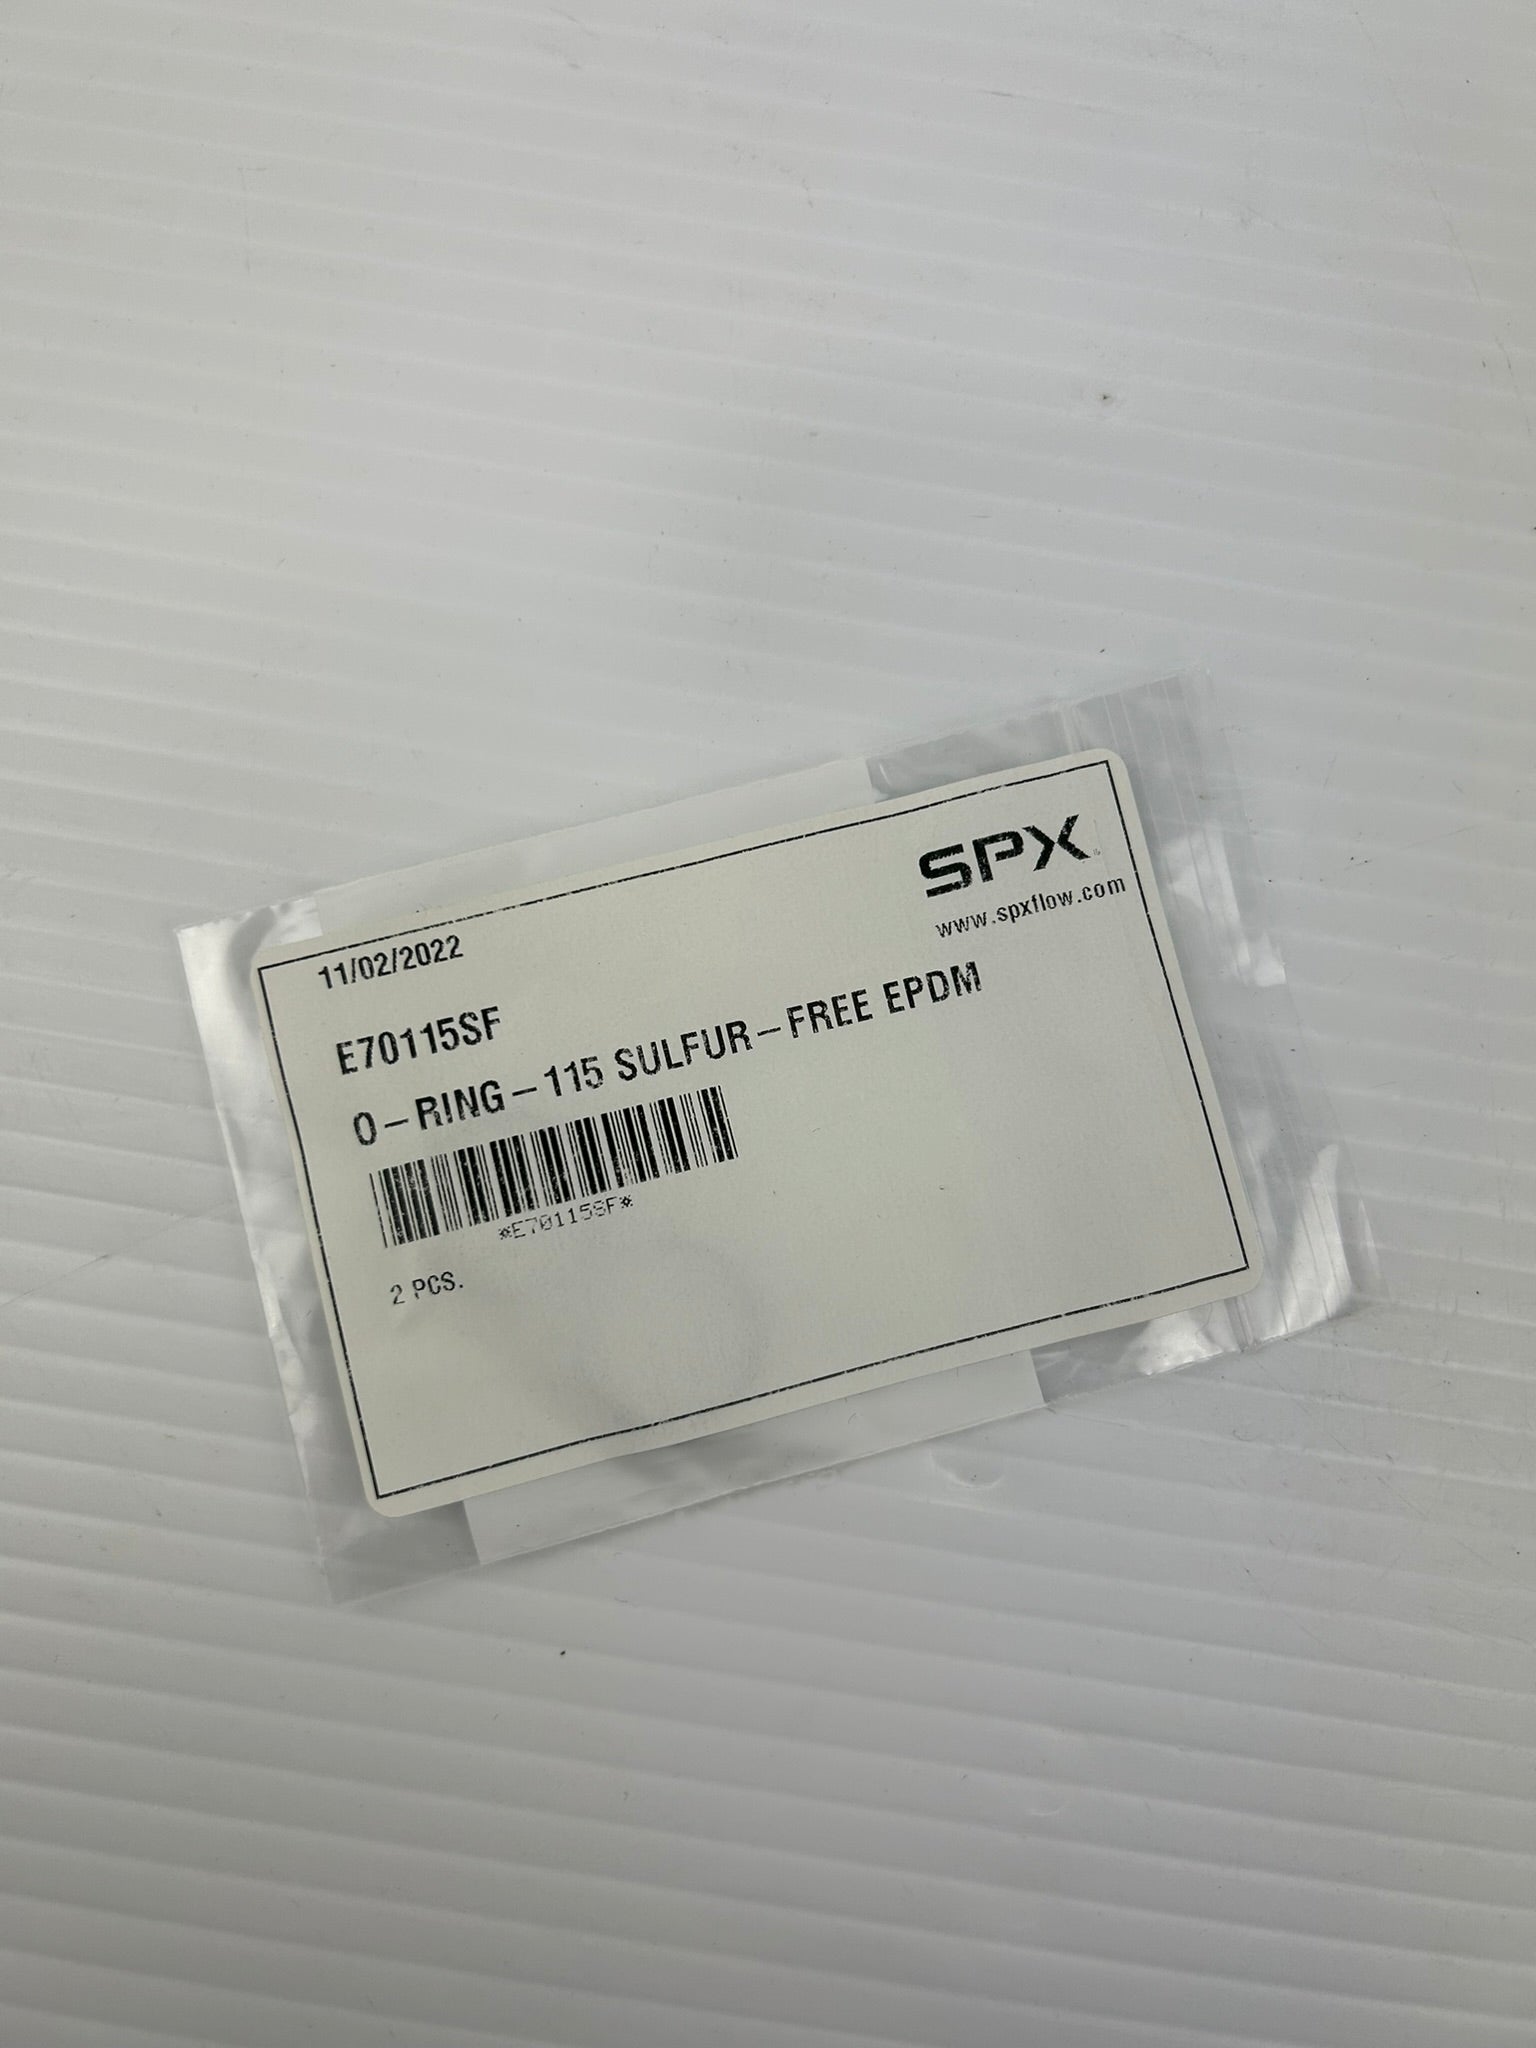 SPX
www.spxflow.com
11/02/2022
E70115SF
O-RING-115 SULFUR-FREE EPDM
*E70115SF*
2 PCS.